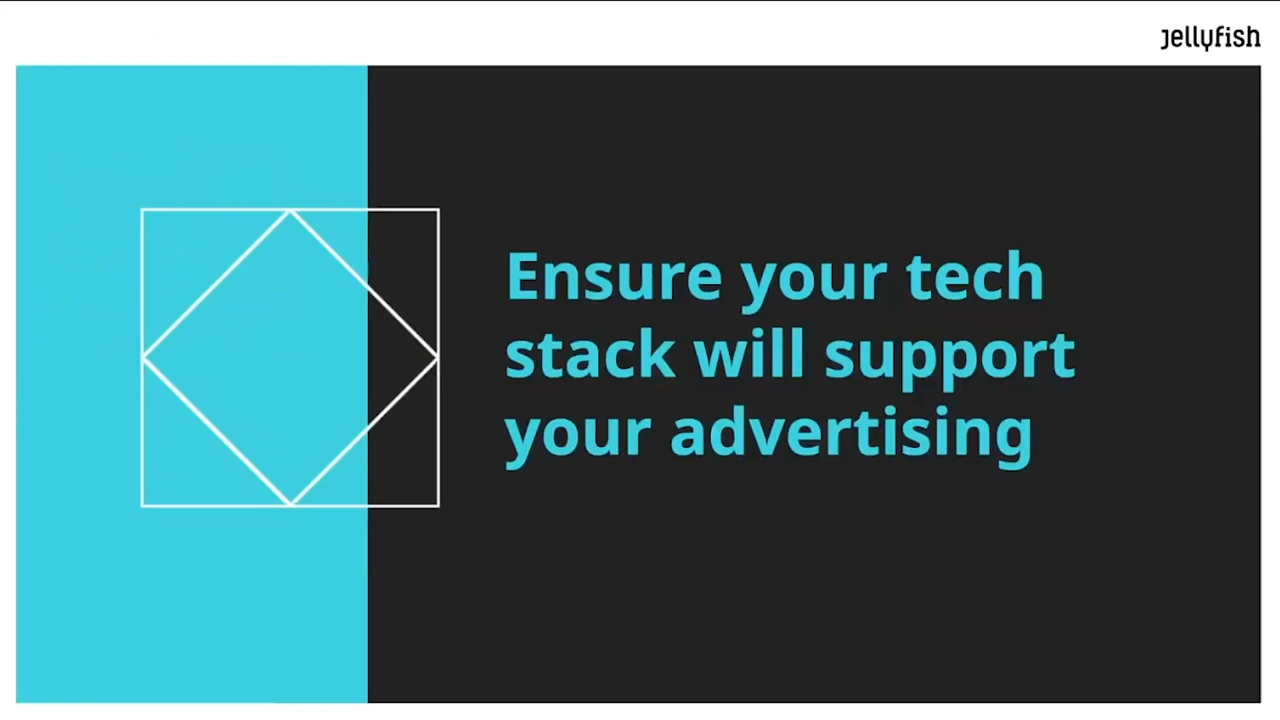 jellyfish
Ensure your tech
stack will support
your advertising